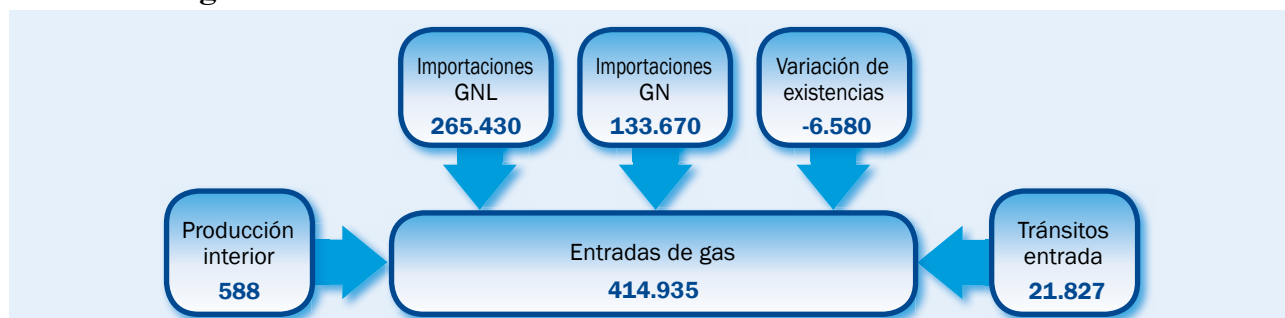 Importaciones
GNL
265.430
Importaciones
GN
133.670
Variación de
existencias
-6.580
Producción
interior
588
Entradas de gas
414.935
Tránsitos
entrada
21.827